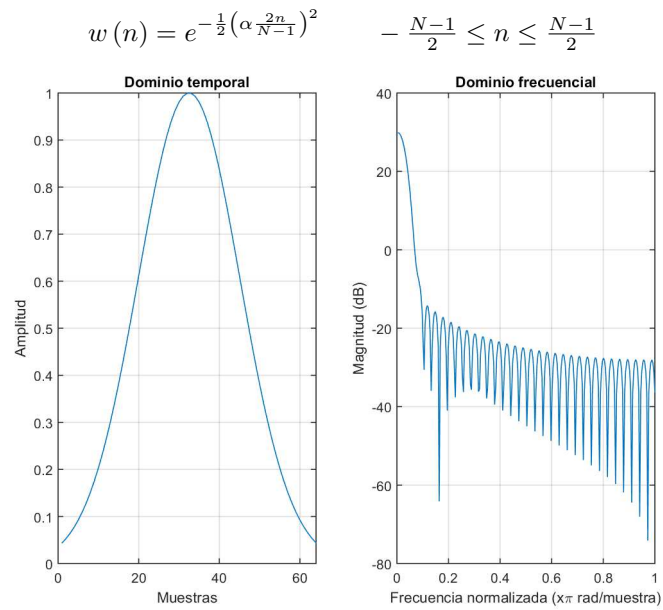 w (n) = e^{-\frac{1}{2}\left(\alpha\frac{2n}{N-1}\right)^2}    -\frac{N-1}{2} ≤ n ≤ \frac{N-1}{2}
Dominio temporal
1
0.9
0.8
0.7
0.6
0.5
0.4
0.3
0.2
0.1
0
0 20 40 60
Amplitud
Muestras
Dominio frecuencial
40
20
0
-20
-40
-60
-80
0 0.2 0.4 0.6 0.8 1
Magnitud (dB)
Frecuencia normalizada (xπ rad/muestra)